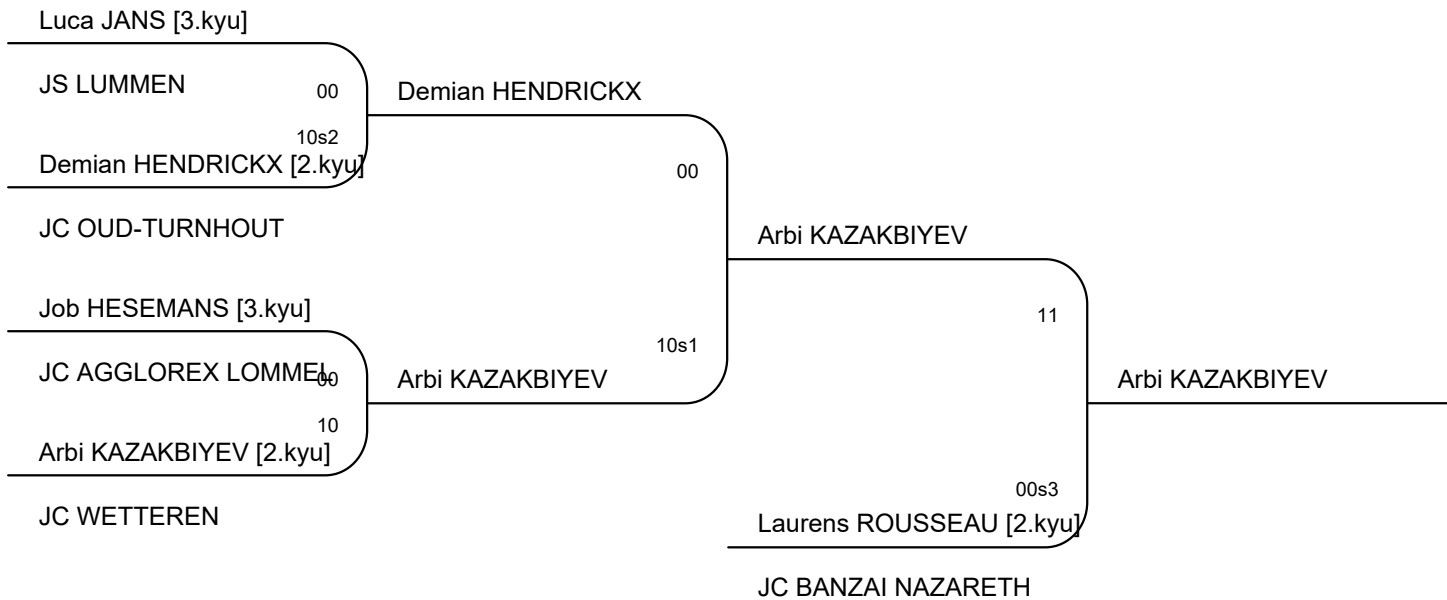 Luca JANS [3.kyu]
JS LUMMEN
00
Demian HENDRICKX
10s2
Demian HENDRICKX [2.kyu]
00
JC OUD-TURNHOUT
Arbi KAZAKBIYEV
Job HESEMANS [3.kyu]
11
10s1
JC AGGLOREX LOMMEL
00
Arbi KAZAKBIYEV
Arbi KAZAKBIYEV
10
Arbi KAZAKBIYEV [2.kyu]
00s3
JC WETTEREN
Laurens ROUSSEAU [2.kyu]
JC BANZAI NAZARETH